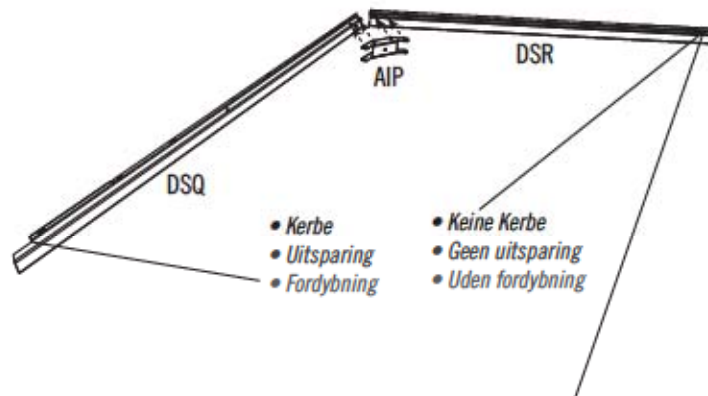 AIP
DSR
DSQ
• Kerbe
• Uitsparing
• Fordybning
• Keine Kerbe
• Geen uitsparing
• Uden fordybning